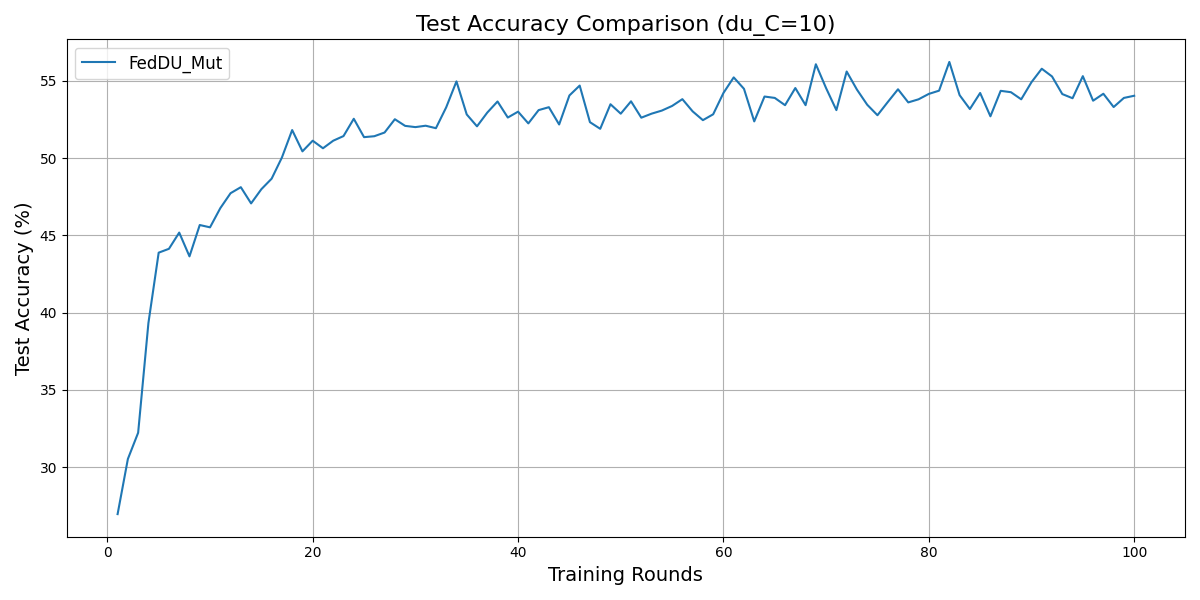 Test Accuracy Comparison (du_C=10)
FedDU_Mut
Test Accuracy (%)
55
50
45
40
35
30
0 20 40 60 80 100
Training Rounds